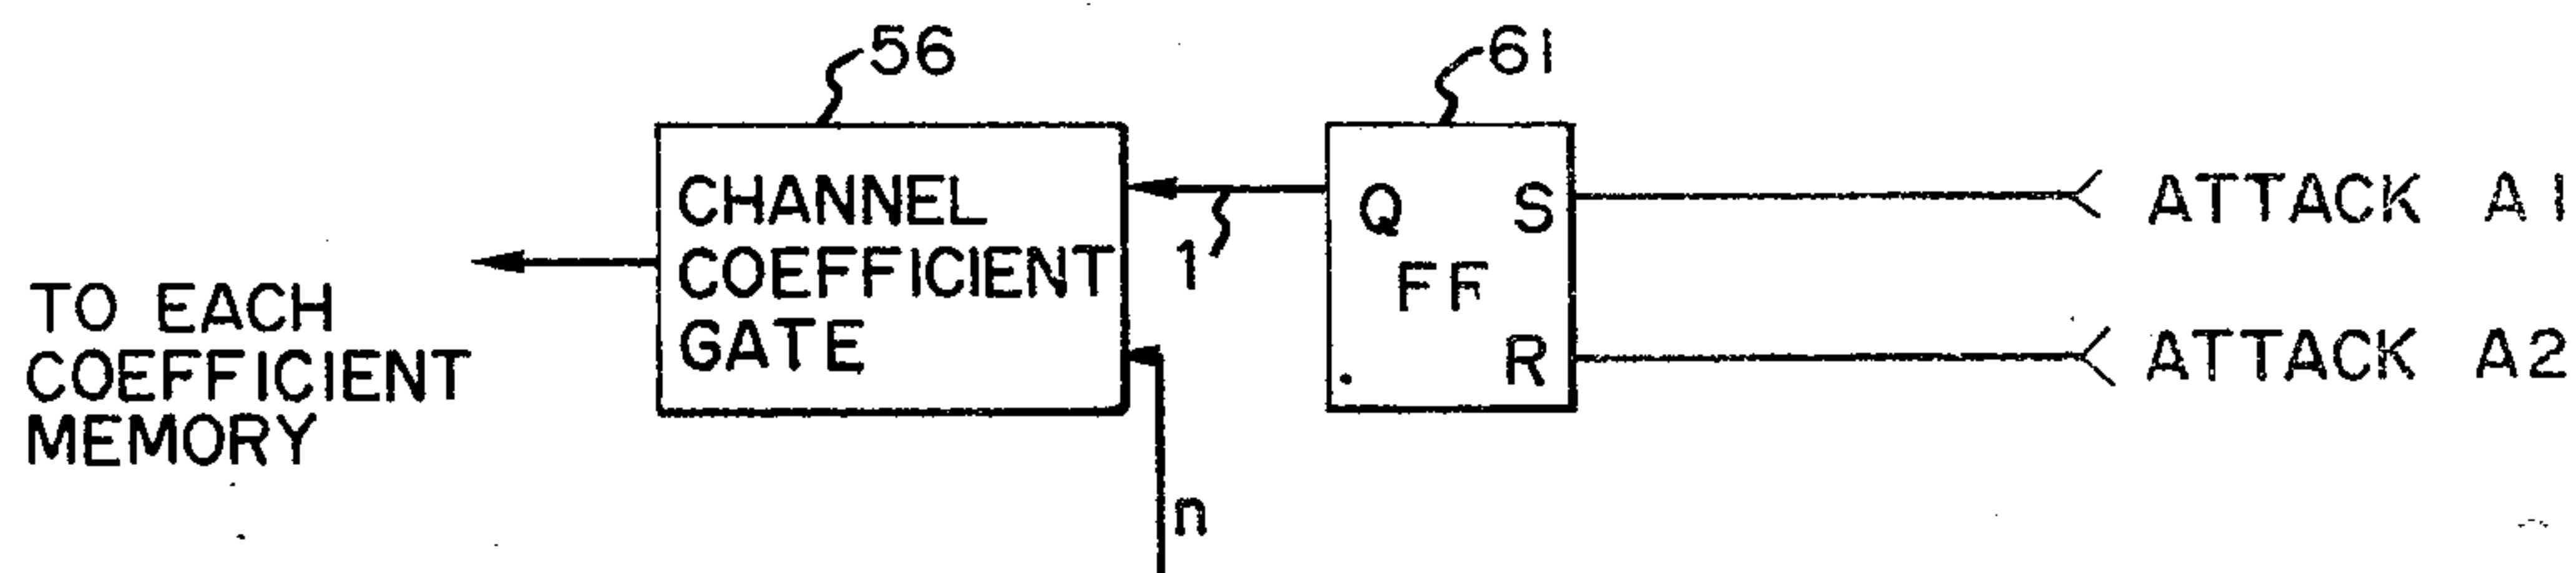 56
61
CHANNEL
COEFFICIENT
GATE
1
Q
S
FF
R
ATTACK A1
ATTACK A2
TO EACH
COEFFICIENT
MEMORY
n